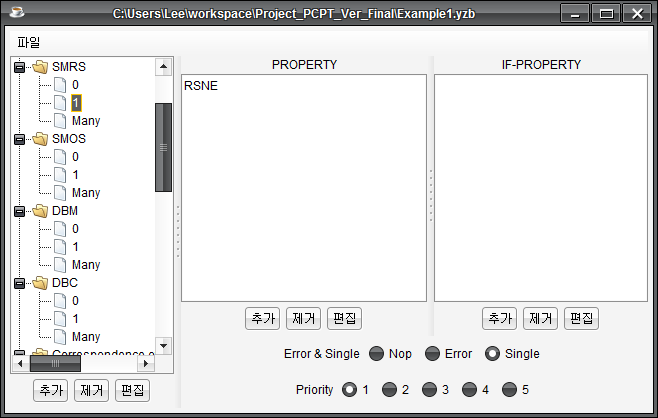 C:\Users\Lee\workspace\Project_PCPT_Ver_Final\Example1.yzb
파일
SMRS
0
1
Many
SMOS
0
1
Many
DBM
0
1
Many
DBC
0
1
Many
추가 제거 편집
PROPERTY
RSNE
추가 제거 편집
IF-PROPERTY
추가 제거 편집
Error & Single Nop Error Single
Priority 1 2 3 4 5